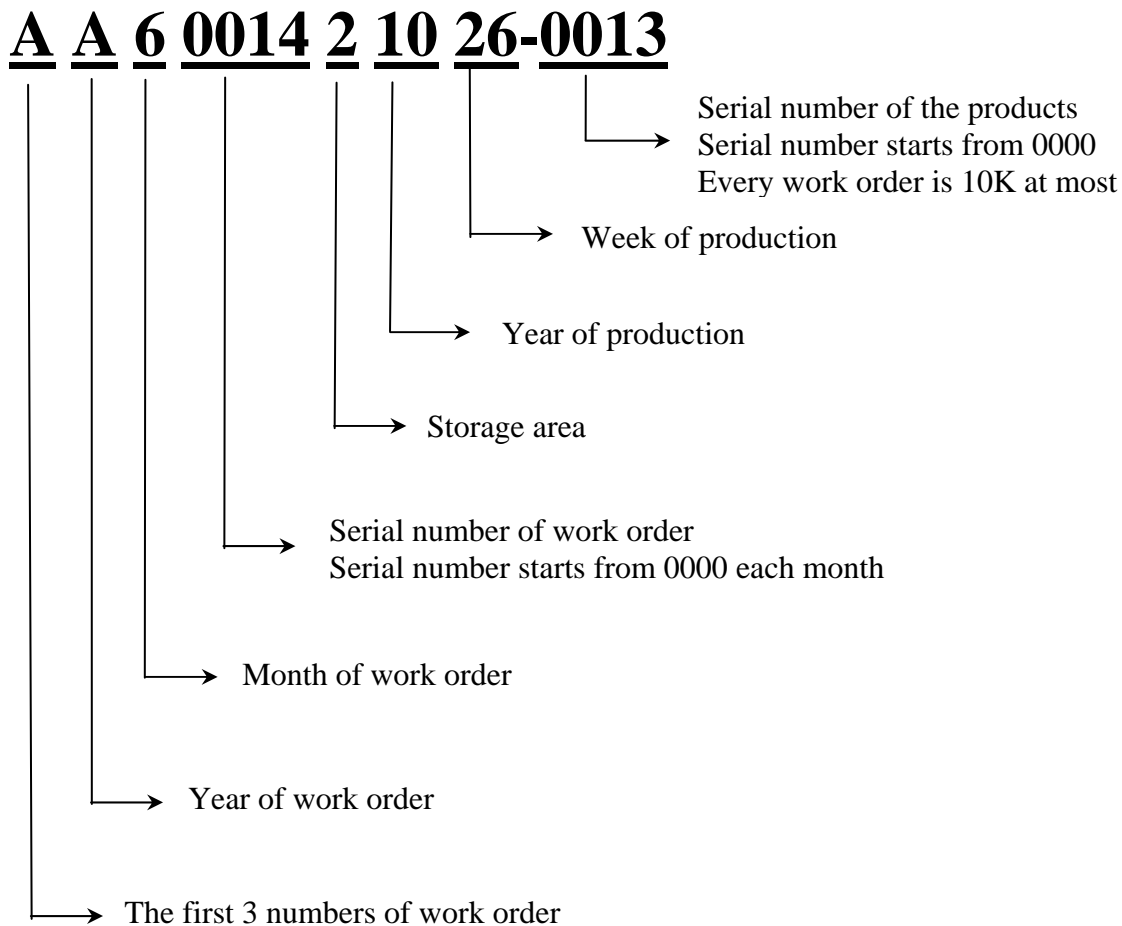 A A 6 0014 2 10 26-0013
Serial number of the products
Serial number starts from 0000
Every work order is 10K at most
Week of production
Year of production
Storage area
Serial number of work order
Serial number starts from 0000 each month
Month of work order
Year of work order
The first 3 numbers of work order